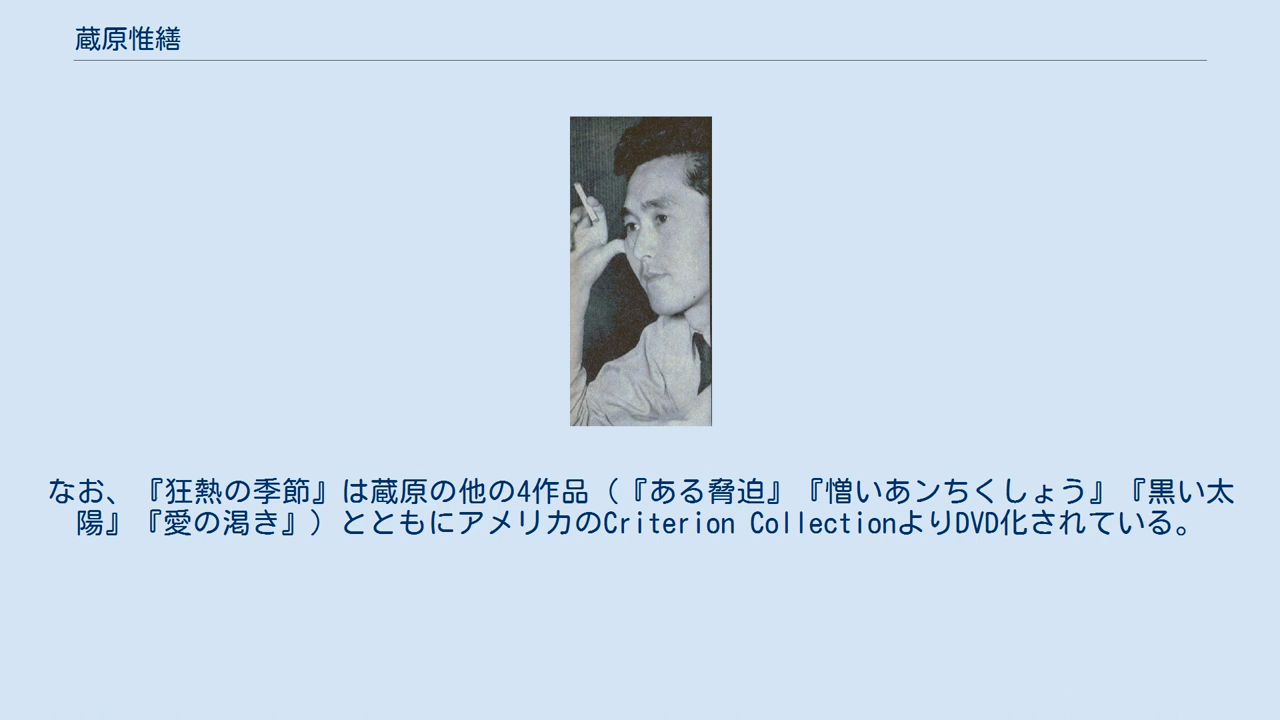 蔵原惟繕
なお、『狂熱の季節』は蔵原の他の4作品（『ある脅迫』『憎いあンちくしょう』『黒い太
陽』『愛の渇き』）とともにアメリカのCriterion CollectionよりDVD化されている。